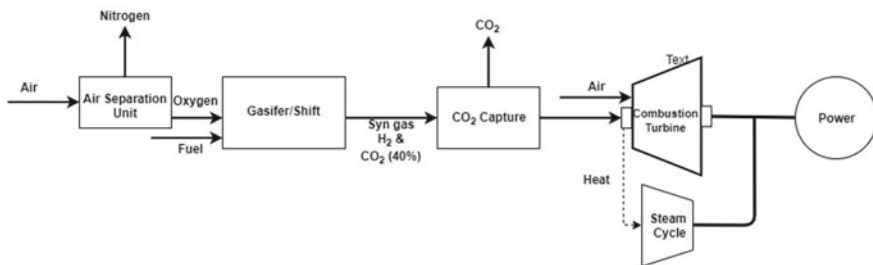 Nitrogen
Air
Air Separation
Unit
Oxygen
Fuel
Gasifer/Shift
Syn gas
H₂ &
CO₂ (40%)
CO₂
CO₂ Capture
Air
Text
Combustion
Turbine
Heat
Steam
Cycle
Power